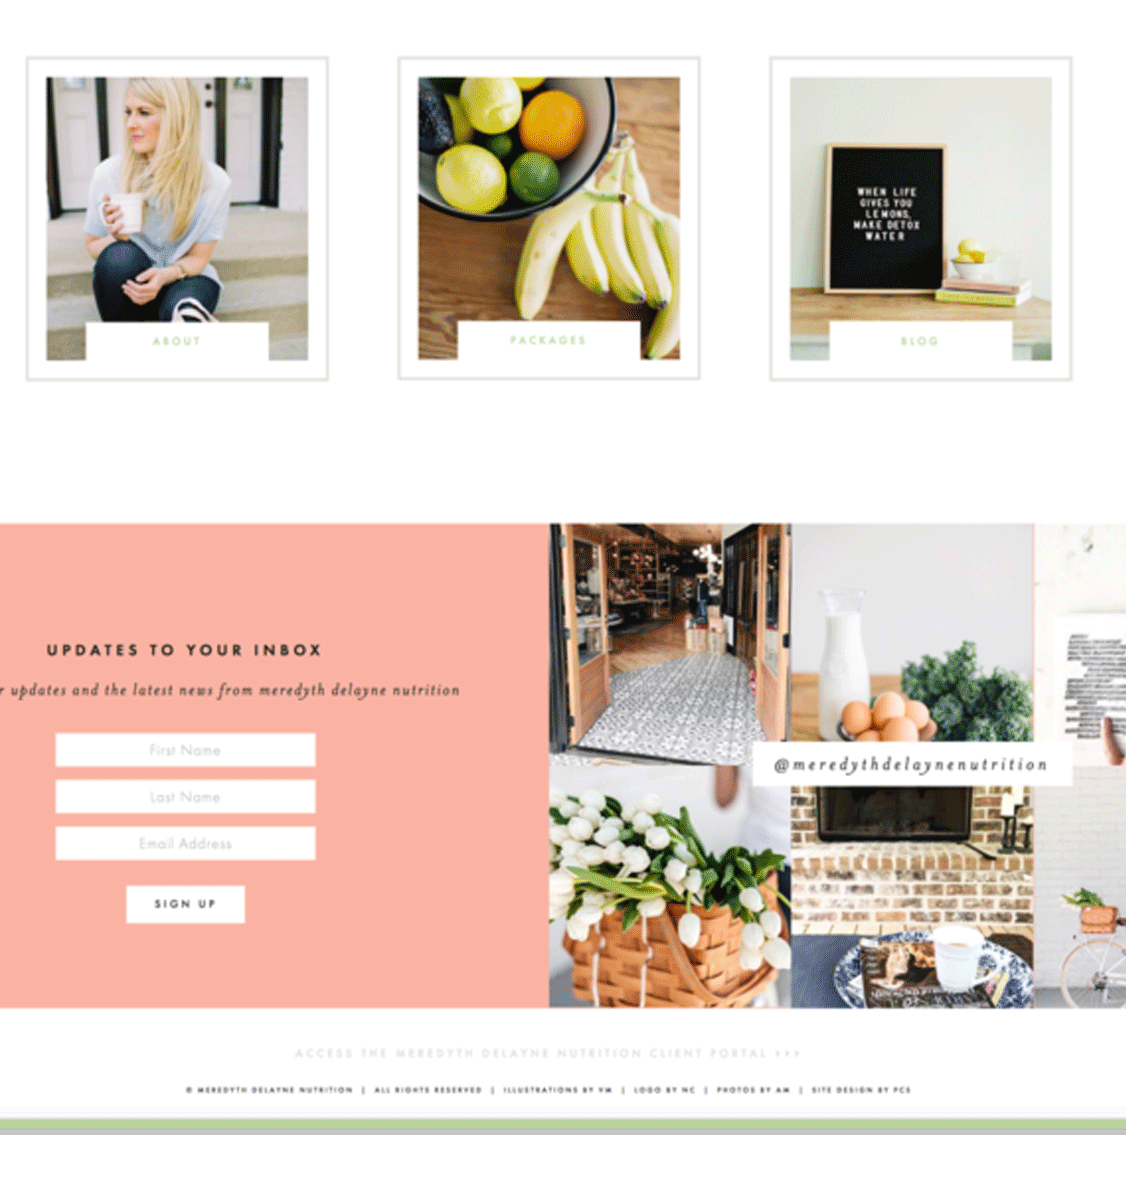 WHEN LIFE
GIVES YOU
LEMONS,
MAKE DETOX
WATER
ABOUT
PACKAGES
BLOG
UPDATES TO YOUR INBOX
r updates and the latest news from meredyth delayne nutrition
First Name
Last Name
Email Address
SIGN UP
@meredythdelaynenutrition
ACCESS THE MEREDYTH DELAYNE NUTRITION CLIENT PORTAL >>>
© MEREDYTH DELAYNE NUTRITION | ALL RIGHTS RESERVED | ILLUSTRATIONS BY VM | LOGO BY NC | PHOTOS BY AM | SITE DESIGN BY PCS